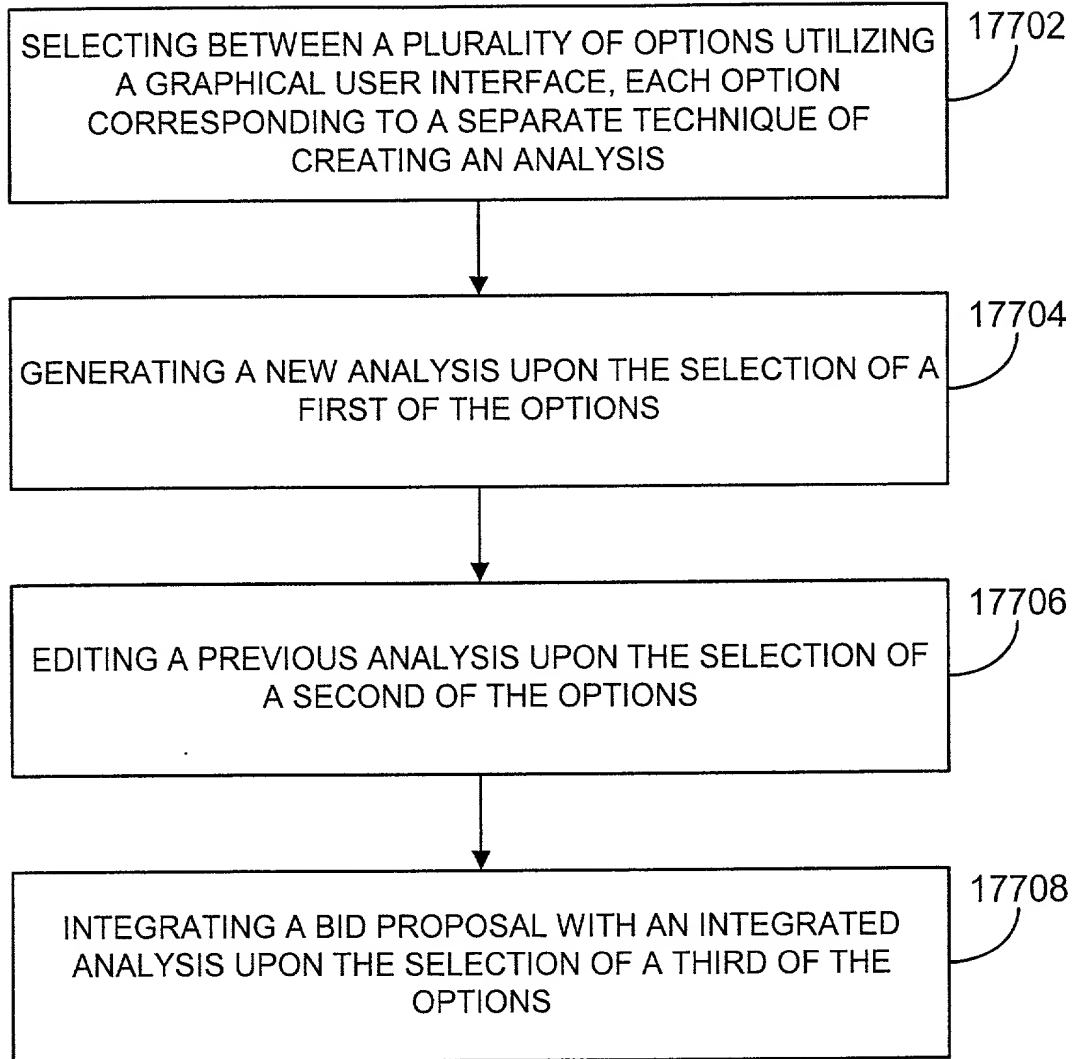 SELECTING BETWEEN A PLURALITY OF OPTIONS UTILIZING
A GRAPHICAL USER INTERFACE, EACH OPTION
CORRESPONDING TO A SEPARATE TECHNIQUE OF
CREATING AN ANALYSIS
17702
GENERATING A NEW ANALYSIS UPON THE SELECTION OF A
FIRST OF THE OPTIONS
17704
EDITING A PREVIOUS ANALYSIS UPON THE SELECTION OF
A SECOND OF THE OPTIONS
17706
INTEGRATING A BID PROPOSAL WITH AN INTEGRATED
ANALYSIS UPON THE SELECTION OF A THIRD OF THE
OPTIONS
17708